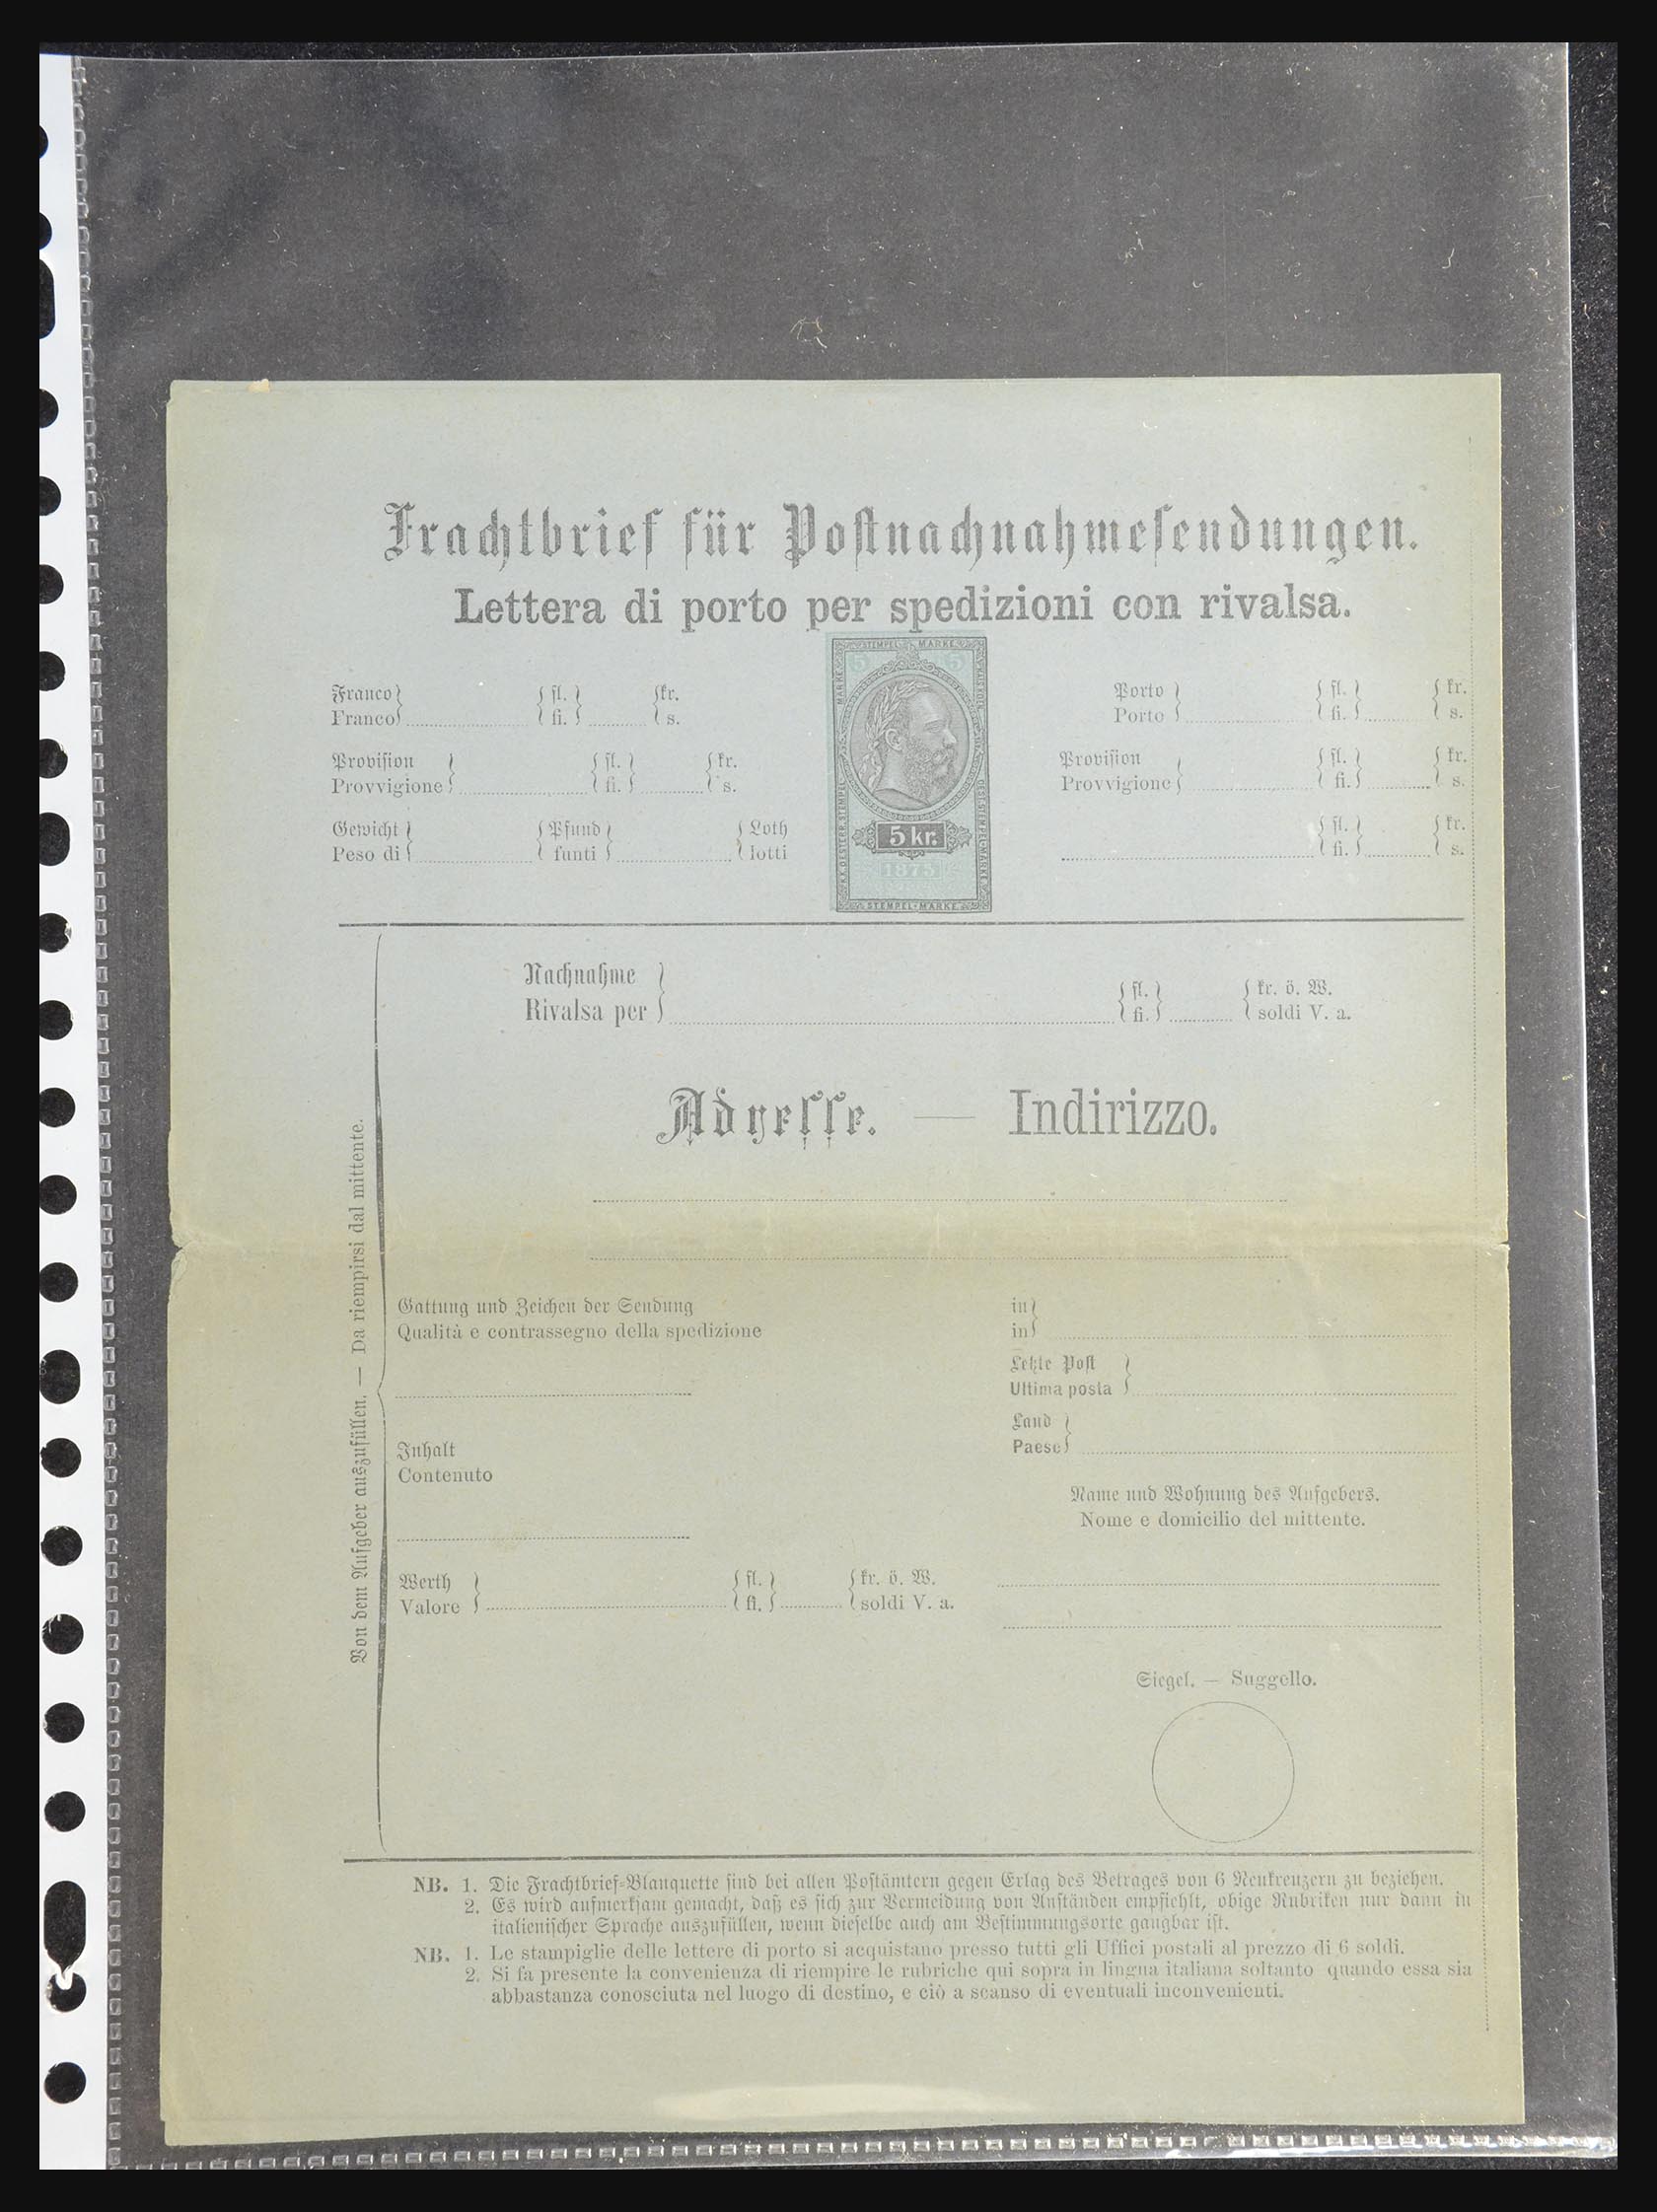 Frachtbrief für Postnachnahmesendungen.
Lettera di porto per spedizioni con rivalsa.
STEMPEL MARKE
5 5
5 kr.
1875
STEMPEL-MARKE
Franco fl. kr.
Franco fi. s.
Provision fl. kr.
Provvigione fi. s.
Gewicht Pfund Loth
Peso di funti lotti
Porto fl. kr.
Porto fi. s.
Provision fl. kr.
Provvigione fi. s.
fl. kr.
fi. s.
Nachnahme fl. kr. ö. W.
Rivalsa per fi. soldi V. a.
Adresse. — Indirizzo.
Von dem Aufgeber auszufüllen. — Da riempirsi dal mittente.
Gattung und Zeichen der Sendung
Qualità e contrassegno della spedizione
Inhalt
Contenuto
Werth fl. kr. ö. W.
Valore fi. soldi V. a.
in
in
Letzte Post
Ultima posta
Land
Paese
Name und Wohnung des Aufgebers.
Nome e domicilio del mittente.
Siegel. — Suggello.
NB. 1. Die Frachtbrief-Blanquette sind bei allen Postämtern gegen Erlag des Betrages von 6 Neukreuzern zu beziehen.
2. Es wird aufmerksam gemacht, daß es sich zur Vermeidung von Anständen empfiehlt, obige Rubriken nur dann in
italienischer Sprache auszufüllen, wenn dieselbe auch am Bestimmungsorte gangbar ist.
NB. 1. Le stampiglie delle lettere di porto si acquistano presso tutti gli Uffici postali al prezzo di 6 soldi.
2. Si fa presente la convenienza di riempire le rubriche qui sopra in lingua italiana soltanto quando essa sia
abbastanza conosciuta nel luogo di destino, e ciò a scanso di eventuali inconvenienti.